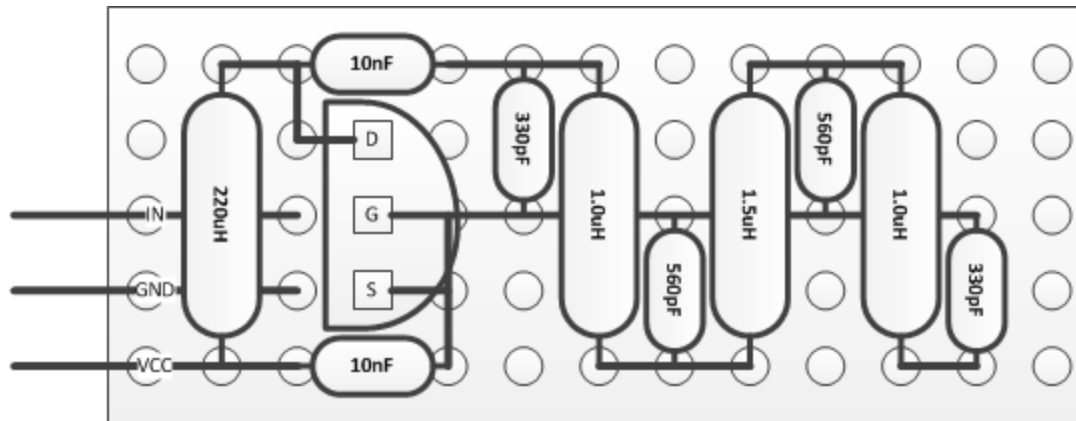 10nF
D
330pF
560pF
220uH
1.0uH
1.5uH
1.0uH
IN
G
GND
S
560pF
330pF
VCC
10nF